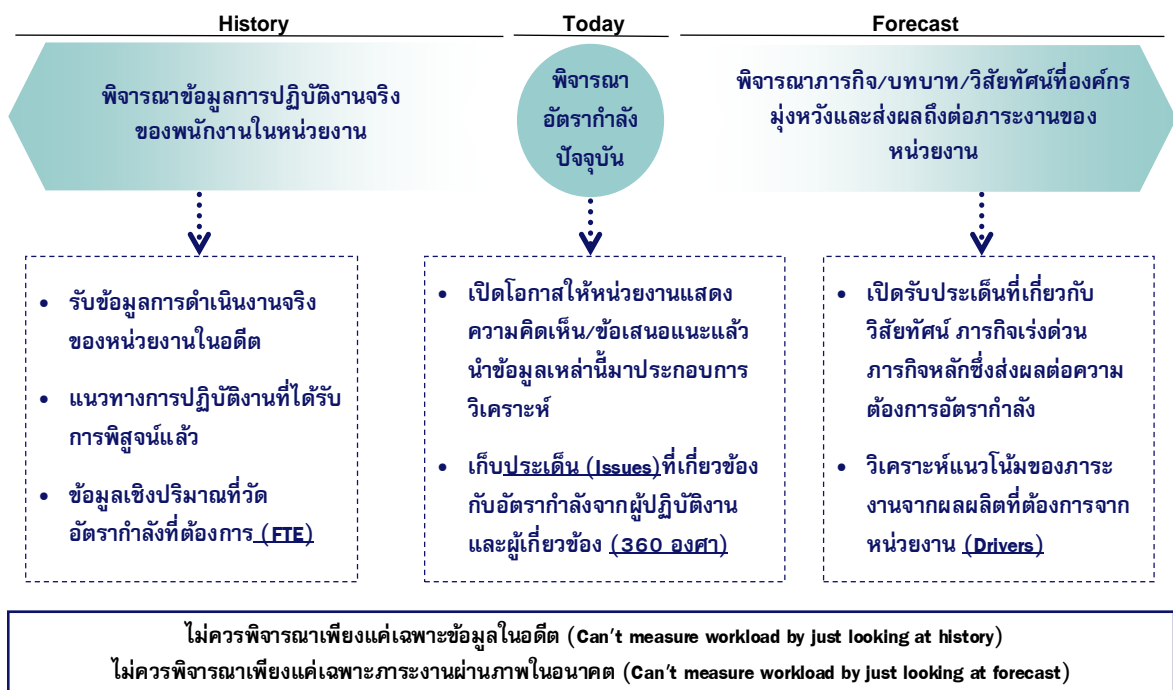 History
Today
Forecast
พิจารณาข้อมูลการปฏิบัติงานจริง
ของพนักงานในหน่วยงาน
พิจารณา
อัตรากำลัง
ปัจจุบัน
พิจารณาภารกิจ/บทบาท/วิสัยทัศน์ที่องค์กร
มุ่งหวังและส่งผลถึงต่อภาระงานของ
หน่วยงาน
• รับข้อมูลการดำเนินงานจริง
ของหน่วยงานในอดีต
• แนวทางการปฏิบัติงานที่ได้รับ
การพิสูจน์แล้ว
• ข้อมูลเชิงปริมาณที่วัด
อัตรากำลังที่ต้องการ (FTE)
• เปิดโอกาสให้หน่วยงานแสดง
ความคิดเห็น/ข้อเสนอแนะแล้ว
นำข้อมูลเหล่านี้มาประกอบการ
วิเคราะห์
• เก็บประเด็น (Issues)ที่เกี่ยวข้อง
กับอัตรากำลังจากผู้ปฏิบัติงาน
และผู้เกี่ยวข้อง (360 องศา)
• เปิดรับประเด็นที่เกี่ยวกับ
วิสัยทัศน์ ภารกิจเร่งด่วน
ภารกิจหลักซึ่งส่งผลต่อความ
ต้องการอัตรากำลัง
• วิเคราะห์แนวโน้มของภาระ
งานจากผลผลิตที่ต้องการจาก
หน่วยงาน (Drivers)
ไม่ควรพิจารณาเพียงแค่เฉพาะข้อมูลในอดีต (Can't measure workload by just looking at history)
ไม่ควรพิจารณาเพียงแค่เฉพาะภาระงานผ่านภาพในอนาคต (Can't measure workload by just looking at forecast)